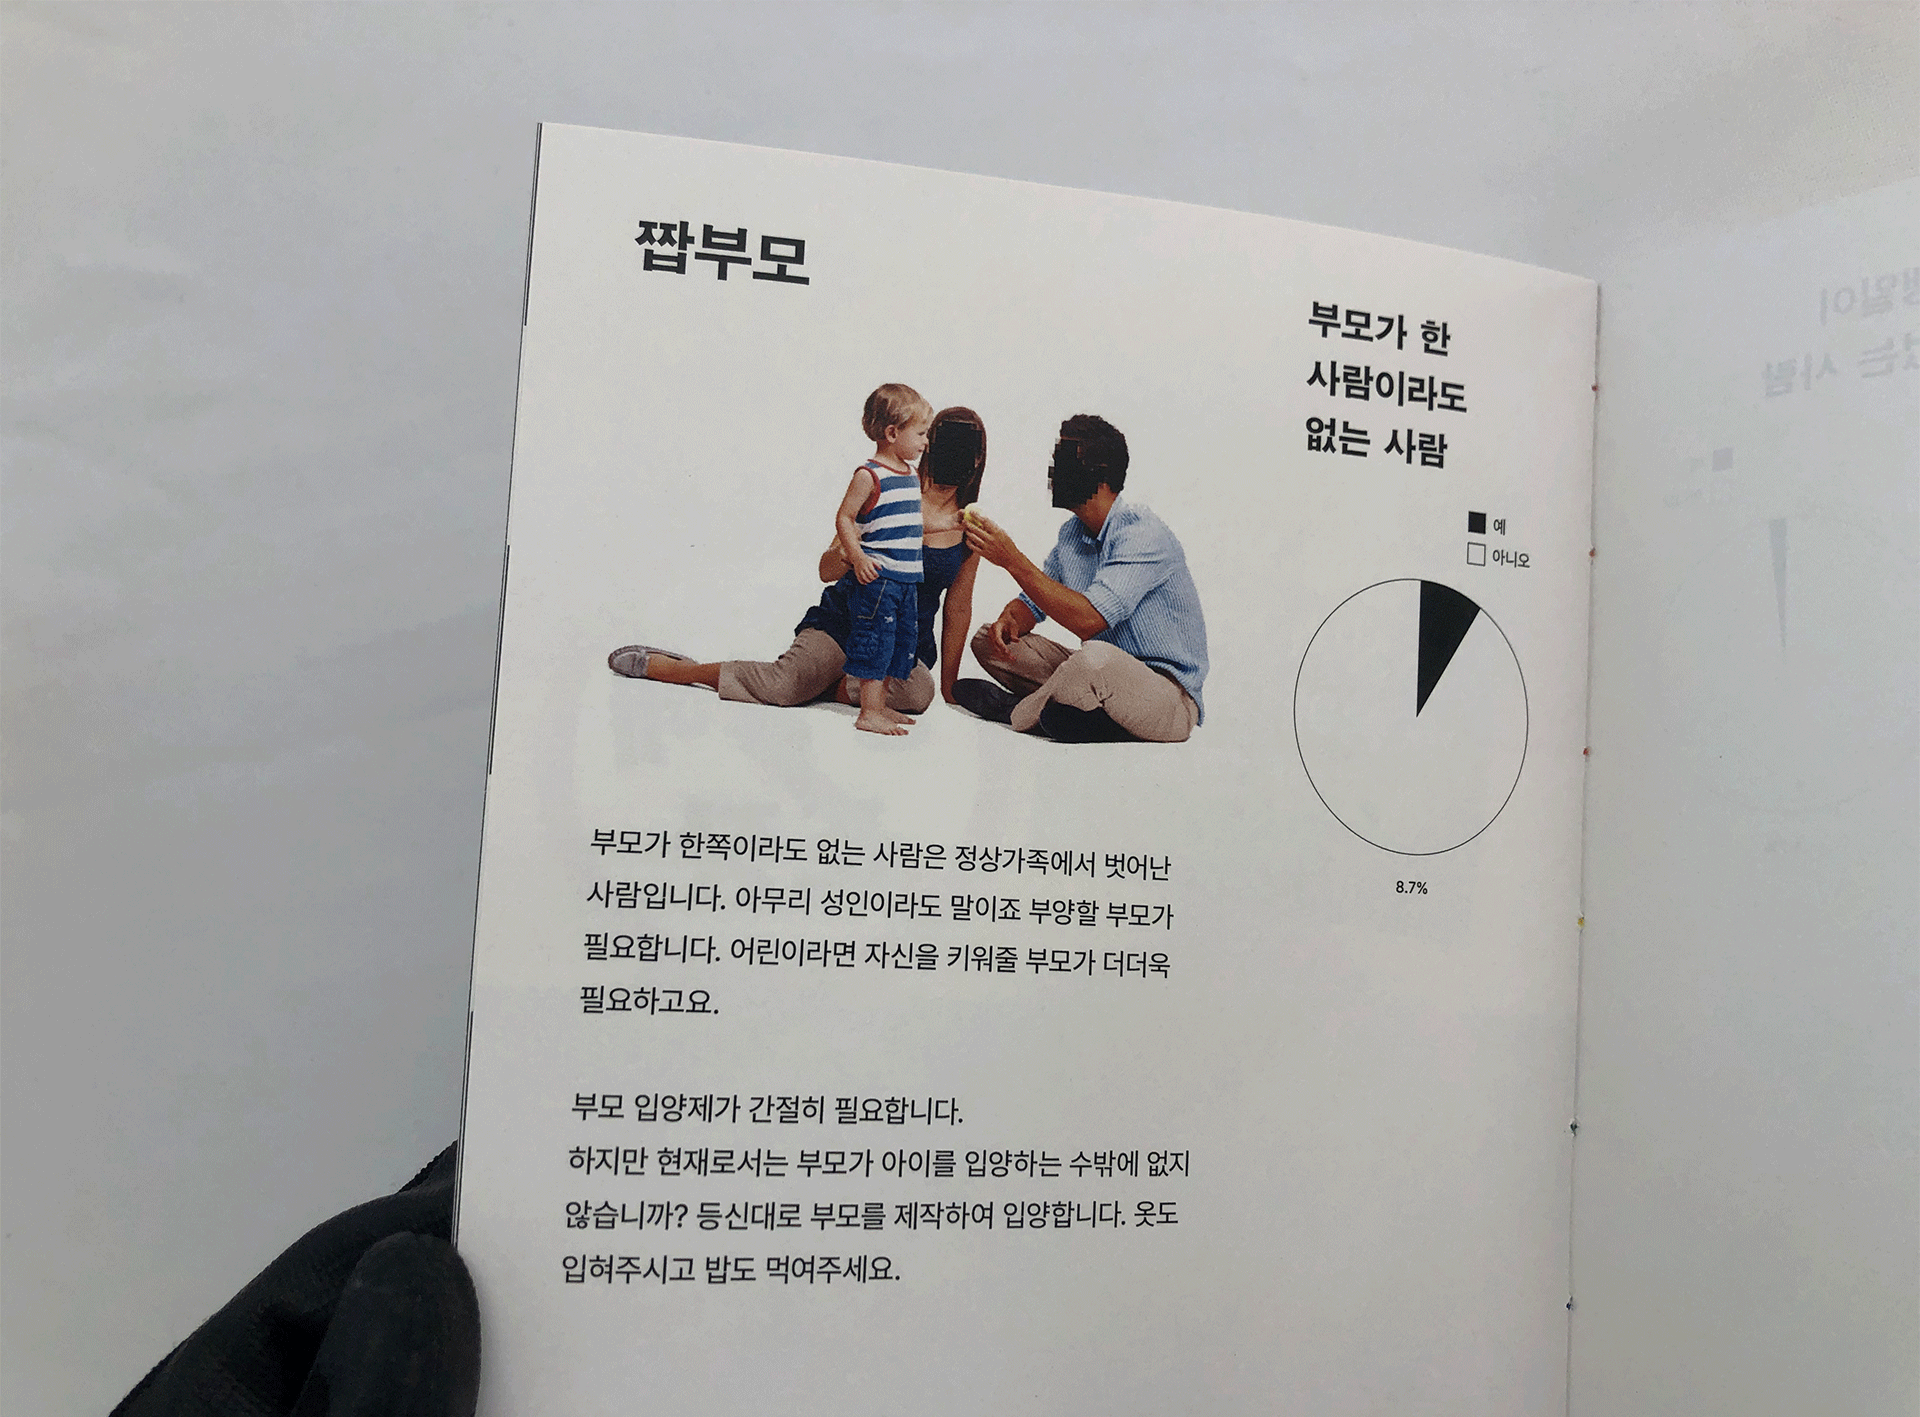 짭부모
부모가 한
사람이라도
없는 사람
예
아니오
8.7%
부모가 한쪽이라도 없는 사람은 정상가족에서 벗어난
사람입니다. 아무리 성인이라도 말이죠 부양할 부모가
필요합니다. 어린이라면 자신을 키워줄 부모가 더더욱
필요하고요.
부모 입양제가 간절히 필요합니다.
하지만 현재로서는 부모가 아이를 입양하는 수밖에 없지
않습니까? 등신대로 부모를 제작하여 입양합니다. 옷도
입혀주시고 밥도 먹여주세요.